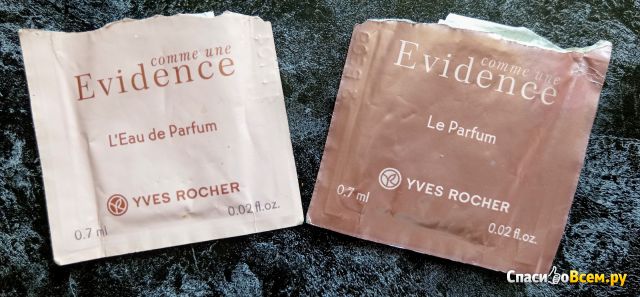 comme une
Evidence
L'Eau de Parfum
YVES ROCHER
0.7 ml
0.02 fl.oz.
comme une
Evidence
Le Parfum
YVES ROCHER
0.7 ml
0.02 fl.oz.
СпасибоВсем.ру